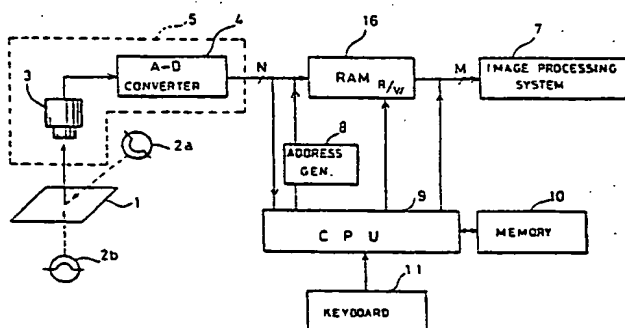 5
4
16
7
3
A-D
CONVERTER
N
RAM R/W
M
IMAGE PROCESSING
SYSTEM
2a
8
ADDRESS
GEN.
1
9
10
CPU
MEMORY
2b
11
KEYBOARD